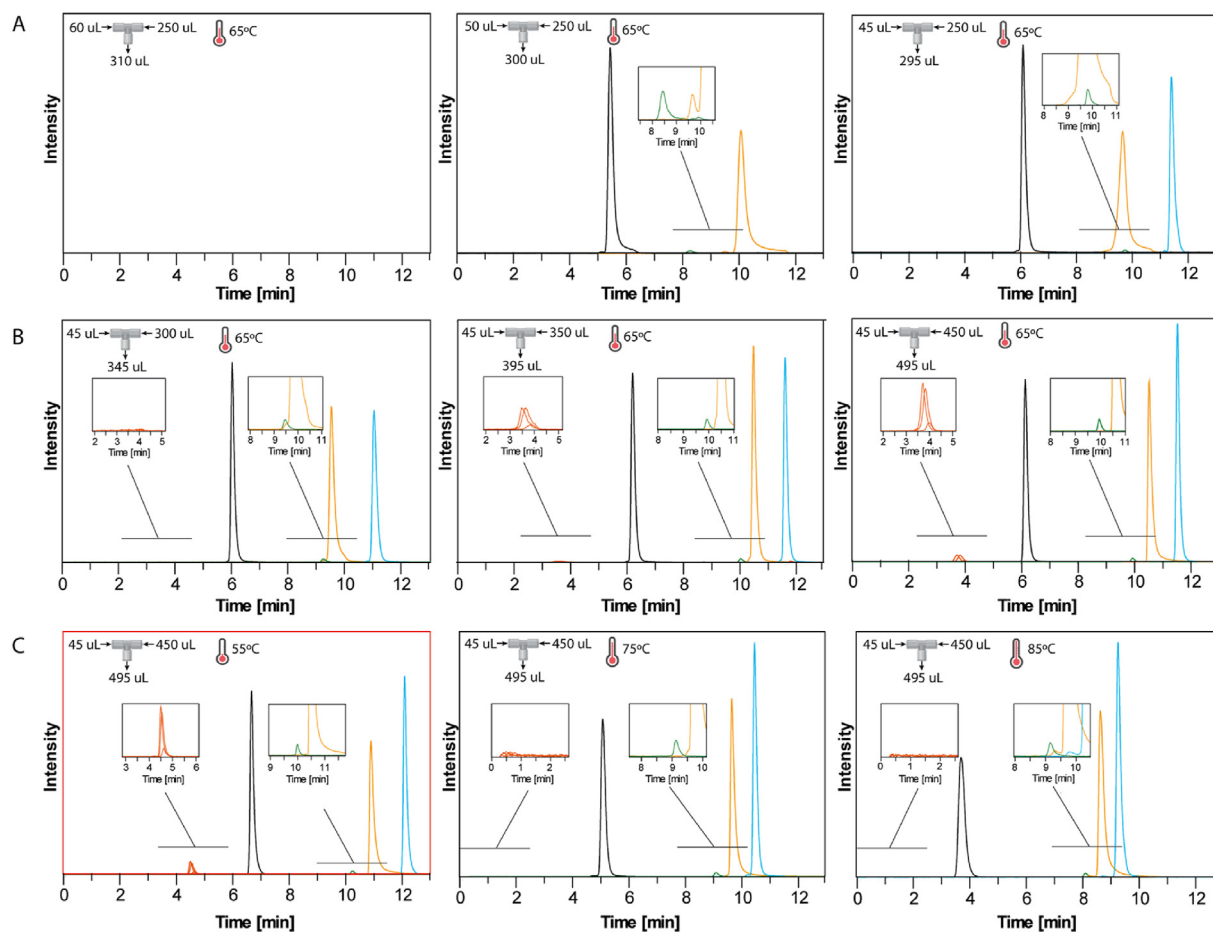 A
60 uL 250 uL 65ºC
310 uL
Intensity
0 2 4 6 8 10 12
Time [min]
50 uL 250 uL 65ºC
300 uL
8 9 10
Time [min]
Intensity
0 2 4 6 8 10 12
Time [min]
45 uL 250 uL 65ºC
295 uL
8 9 10 11
Time [min]
Intensity
0 2 4 6 8 10 12
Time [min]
B
45 uL 300 uL 65ºC
345 uL
2 3 4 5
Time [min]
8 9 10 11
Time [min]
Intensity
0 2 4 6 8 10 12
Time [min]
45 uL 350 uL 65ºC
395 uL
2 3 4 5
Time [min]
8 9 10 11
Time [min]
Intensity
0 2 4 6 8 10 12
Time [min]
45 uL 450 uL 65ºC
495 uL
2 3 4 5
Time [min]
8 9 10 11
Time [min]
Intensity
0 2 4 6 8 10 12
Time [min]
C
45 uL 450 uL 55ºC
495 uL
3 4 5 6
Time [min]
9 10 11
Time [min]
Intensity
0 2 4 6 8 10 12
Time [min]
45 uL 450 uL 75ºC
495 uL
0 1 2
Time [min]
8 9 10
Time [min]
Intensity
0 2 4 6 8 10 12
Time [min]
45 uL 450 uL 85ºC
495 uL
0 1 2
Time [min]
8 9 10
Time [min]
Intensity
0 2 4 6 8 10 12
Time [min]